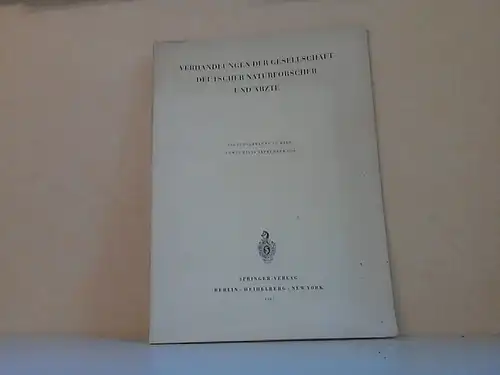 VERHANDLUNGEN DER GESELLSCHAFT
DEUTSCHER NATURFORSCHER
UND ÄRZTE
SPRINGER-VERLAG
BERLIN · HEIDELBERG · NEW YORK